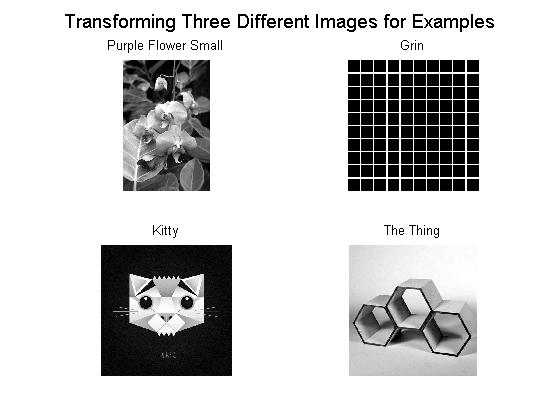 Transforming Three Different Images for Examples
Purple Flower Small
Grin
Kitty
The Thing